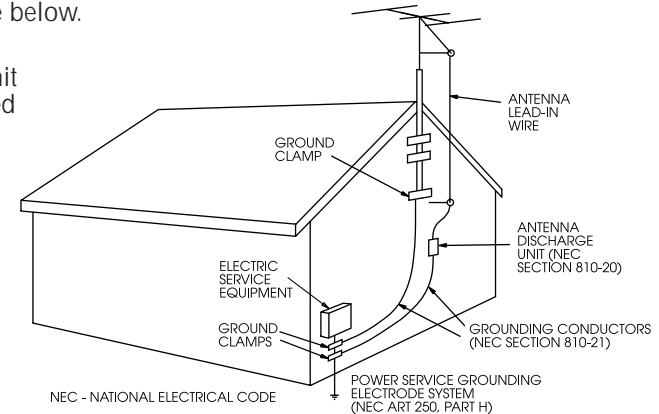 e below.
nit
ed
ANTENNA
LEAD-IN
WIRE
GROUND
CLAMP
ANTENNA
DISCHARGE
UNIT (NEC
SECTION 810-20)
ELECTRIC
SERVICE
EQUIPMENT
GROUND
CLAMPS
GROUNDING CONDUCTORS
(NEC SECTION 810-21)
POWER SERVICE GROUNDING
ELECTRODE SYSTEM
(NEC ART 250, PART H)
NEC - NATIONAL ELECTRICAL CODE